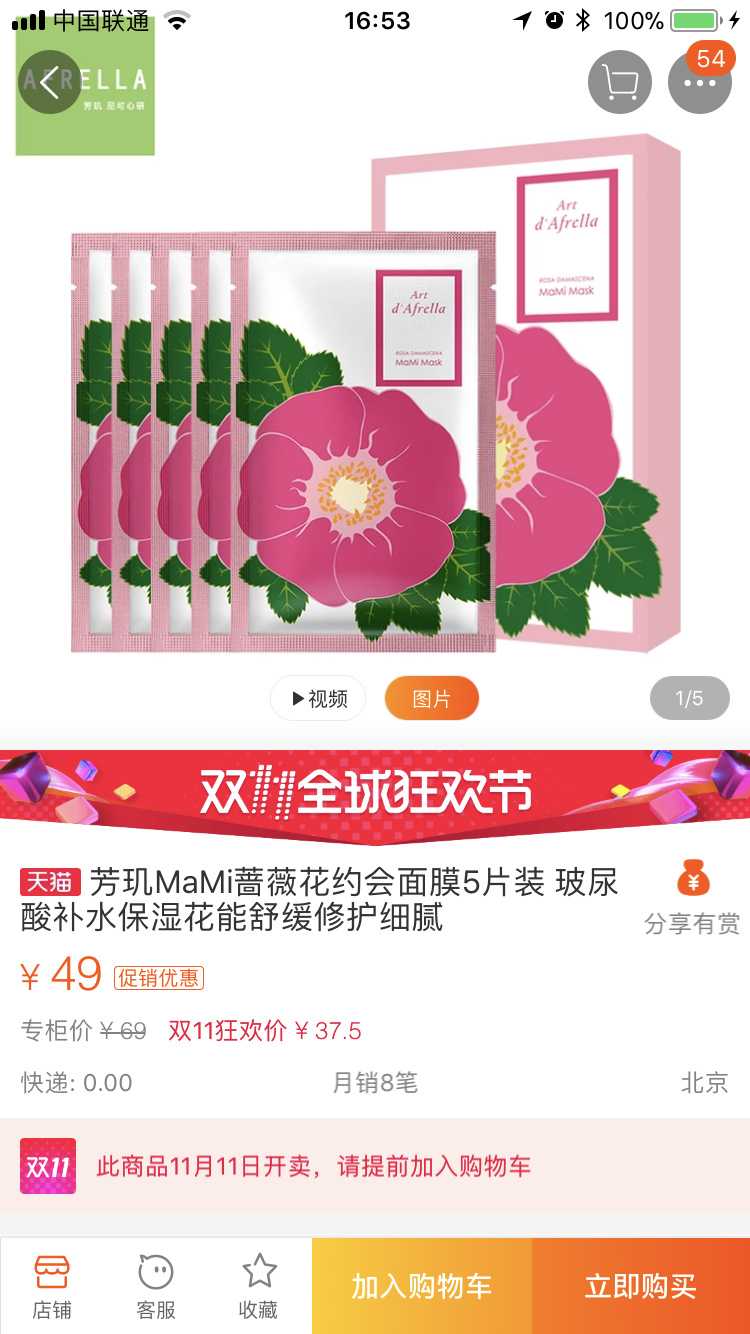 中国联通
16:53
100%
AFRELLA
芳玑 尼可心研
54
Art
d'Afrella
ROSA DAMASCENA
MaMi Mask
Art
d'Afrella
ROSA DAMASCENA
MaMi Mask
视频
图片
1/5
双11全球狂欢节
天猫 芳玑MaMi蔷薇花约会面膜5片装 玻尿
酸补水保湿花能舒缓修护细腻
分享有赏
¥ 49 促销优惠
专柜价 ¥ 69 双11狂欢价 ¥ 37.5
快递: 0.00
月销8笔
北京
双11
此商品11月11日开卖，请提前加入购物车
店铺
客服
收藏
加入购物车
立即购买